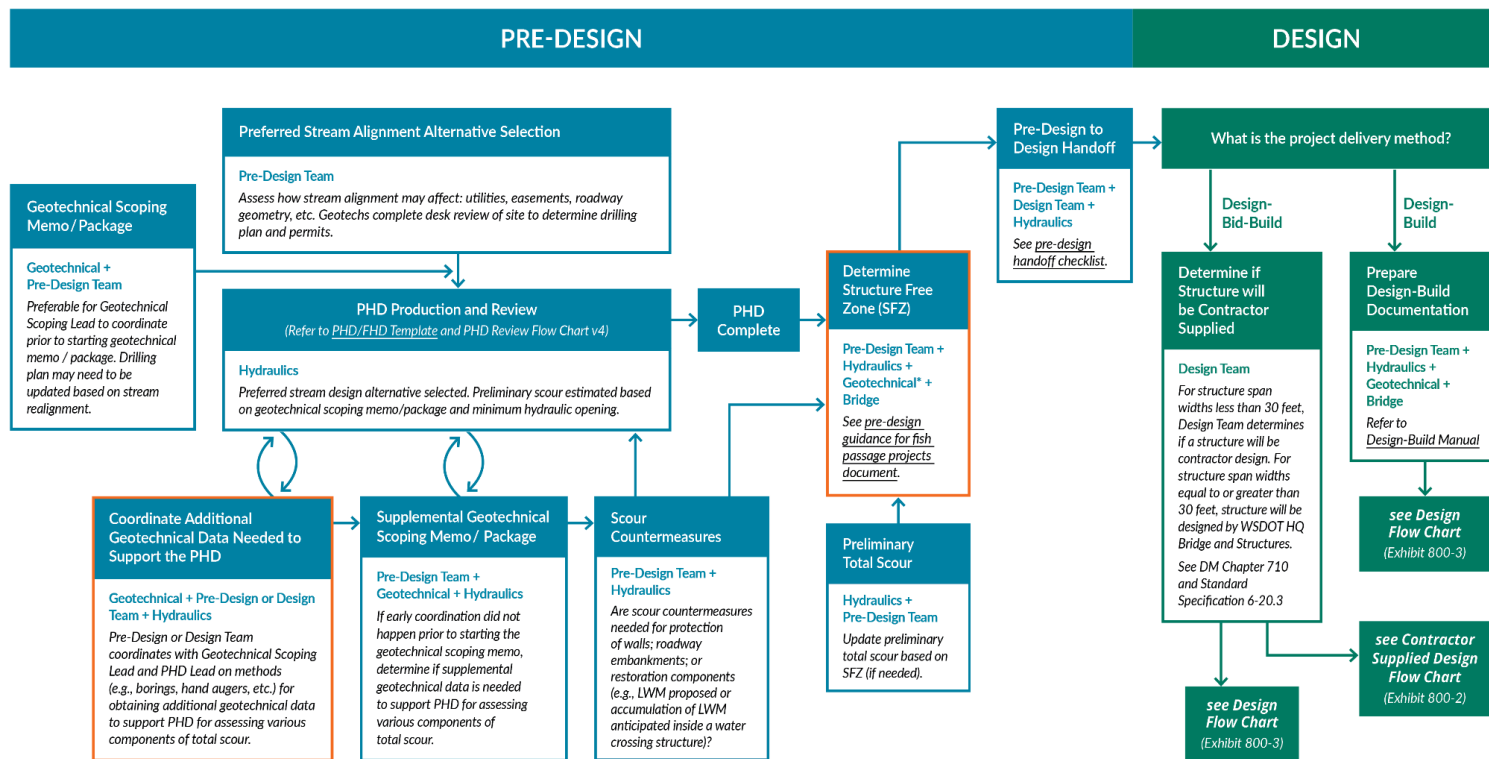 PRE-DESIGN
DESIGN
Geotechnical Scoping
Memo / Package
Geotechnical +
Pre-Design Team
Preferable for Geotechnical
Scoping Lead to coordinate
prior to starting geotechnical
memo / package. Drilling
plan may need to be
updated based on stream
realignment.
Preferred Stream Alignment Alternative Selection
Pre-Design Team
Assess how stream alignment may affect: utilities, easements, roadway
geometry, etc. Geotechs complete desk review of site to determine drilling
plan and permits.
PHD Production and Review
(Refer to PHD/FHD Template and PHD Review Flow Chart v4)
Hydraulics
Preferred stream design alternative selected. Preliminary scour estimated based
on geotechnical scoping memo/package and minimum hydraulic opening.
Coordinate Additional
Geotechnical Data Needed to
Support the PHD
Geotechnical + Pre-Design or Design
Team + Hydraulics
Pre-Design or Design Team
coordinates with Geotechnical Scoping
Lead and PHD Lead on methods
(e.g., borings, hand augers, etc.) for
obtaining additional geotechnical data
to support PHD for assessing various
components of total scour.
Supplemental Geotechnical
Scoping Memo / Package
Pre-Design Team +
Geotechnical + Hydraulics
If early coordination did not
happen prior to starting the
geotechnical scoping memo,
determine if supplemental
geotechnical data is needed
to support PHD for assessing
various components of
total scour.
Scour
Countermeasures
Pre-Design Team +
Hydraulics
Are scour countermeasures
needed for protection
of walls; roadway
embankments; or
restoration components
(e.g., LWM proposed or
accumulation of LWM
anticipated inside a water
crossing structure)?
PHD
Complete
Determine
Structure Free
Zone (SFZ)
Pre-Design Team +
Hydraulics +
Geotechnical* +
Bridge
See pre-design
guidance for fish
passage projects
document.
Preliminary
Total Scour
Hydraulics +
Pre-Design Team
Update preliminary
total scour based on
SFZ (if needed).
Pre-Design to
Design Handoff
Pre-Design Team +
Design Team +
Hydraulics
See pre-design
handoff checklist.
What is the project delivery method?
Design-
Bid-Build
Design-
Build
Determine if
Structure will
be Contractor
Supplied
Design Team
For structure span
widths less than 30 feet,
Design Team determines
if a structure will be
contractor design. For
structure span widths
equal to or greater than
30 feet, structure will be
designed by WSDOT HQ
Bridge and Structures.
See DM Chapter 710
and Standard
Specification 6-20.3
Prepare
Design-Build
Documentation
Pre-Design Team +
Hydraulics +
Geotechnical +
Bridge
Refer to
Design-Build Manual
see Design
Flow Chart
(Exhibit 800-3)
see Contractor
Supplied Design
Flow Chart
(Exhibit 800-2)
see Design
Flow Chart
(Exhibit 800-3)